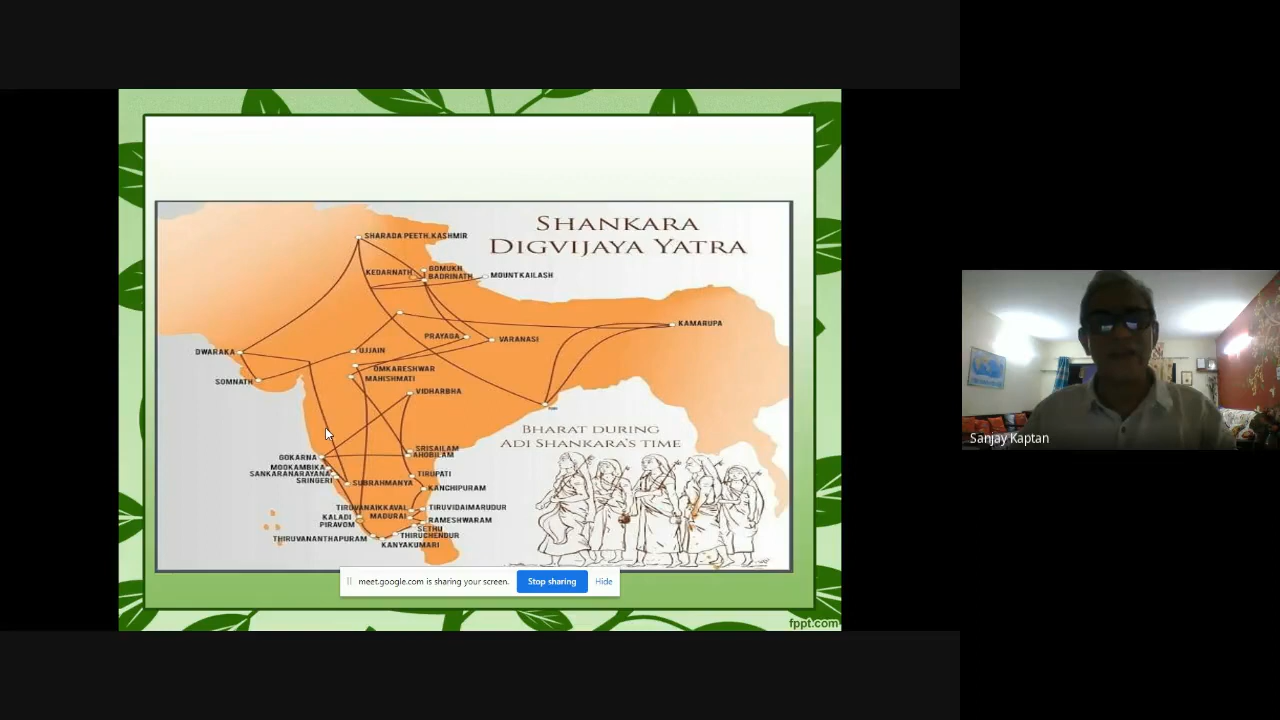 SHANKARA
DIGVIJAYA YATRA
SHARADA PEETH, KASHMIR
KEDARNATH
GOMUKH
BADRINATH
MOUNT KAILASH
KAMARUPA
PRAYAGA
VARANASI
DWARAKA
UJJAIN
SOMNATH
OMKARESHWAR
MAHISHMATI
VIDHARBHA
BHARAT DURING
ADI SHANKARA'S TIME
GOKARNA
SRISAILAM
AHOBILAM
MOOKAMBIKA
SANKARANARAYANA
SRINGERI
SUBRAHMANYA
TIRUPATI
KANCHIPURAM
TIRUVANAIKKAVAL
TIRUVIDAIMARUDUR
KALADI
MADURAI
RAMESHWARAM
PIRAVOM
SETHU
THIRUCHENDUR
THIRUVANANTHAPURAM
KANYAKUMARI
meet.google.com is sharing your screen.
Stop sharing
Hide
fppt.com
Sanjay Kaptan